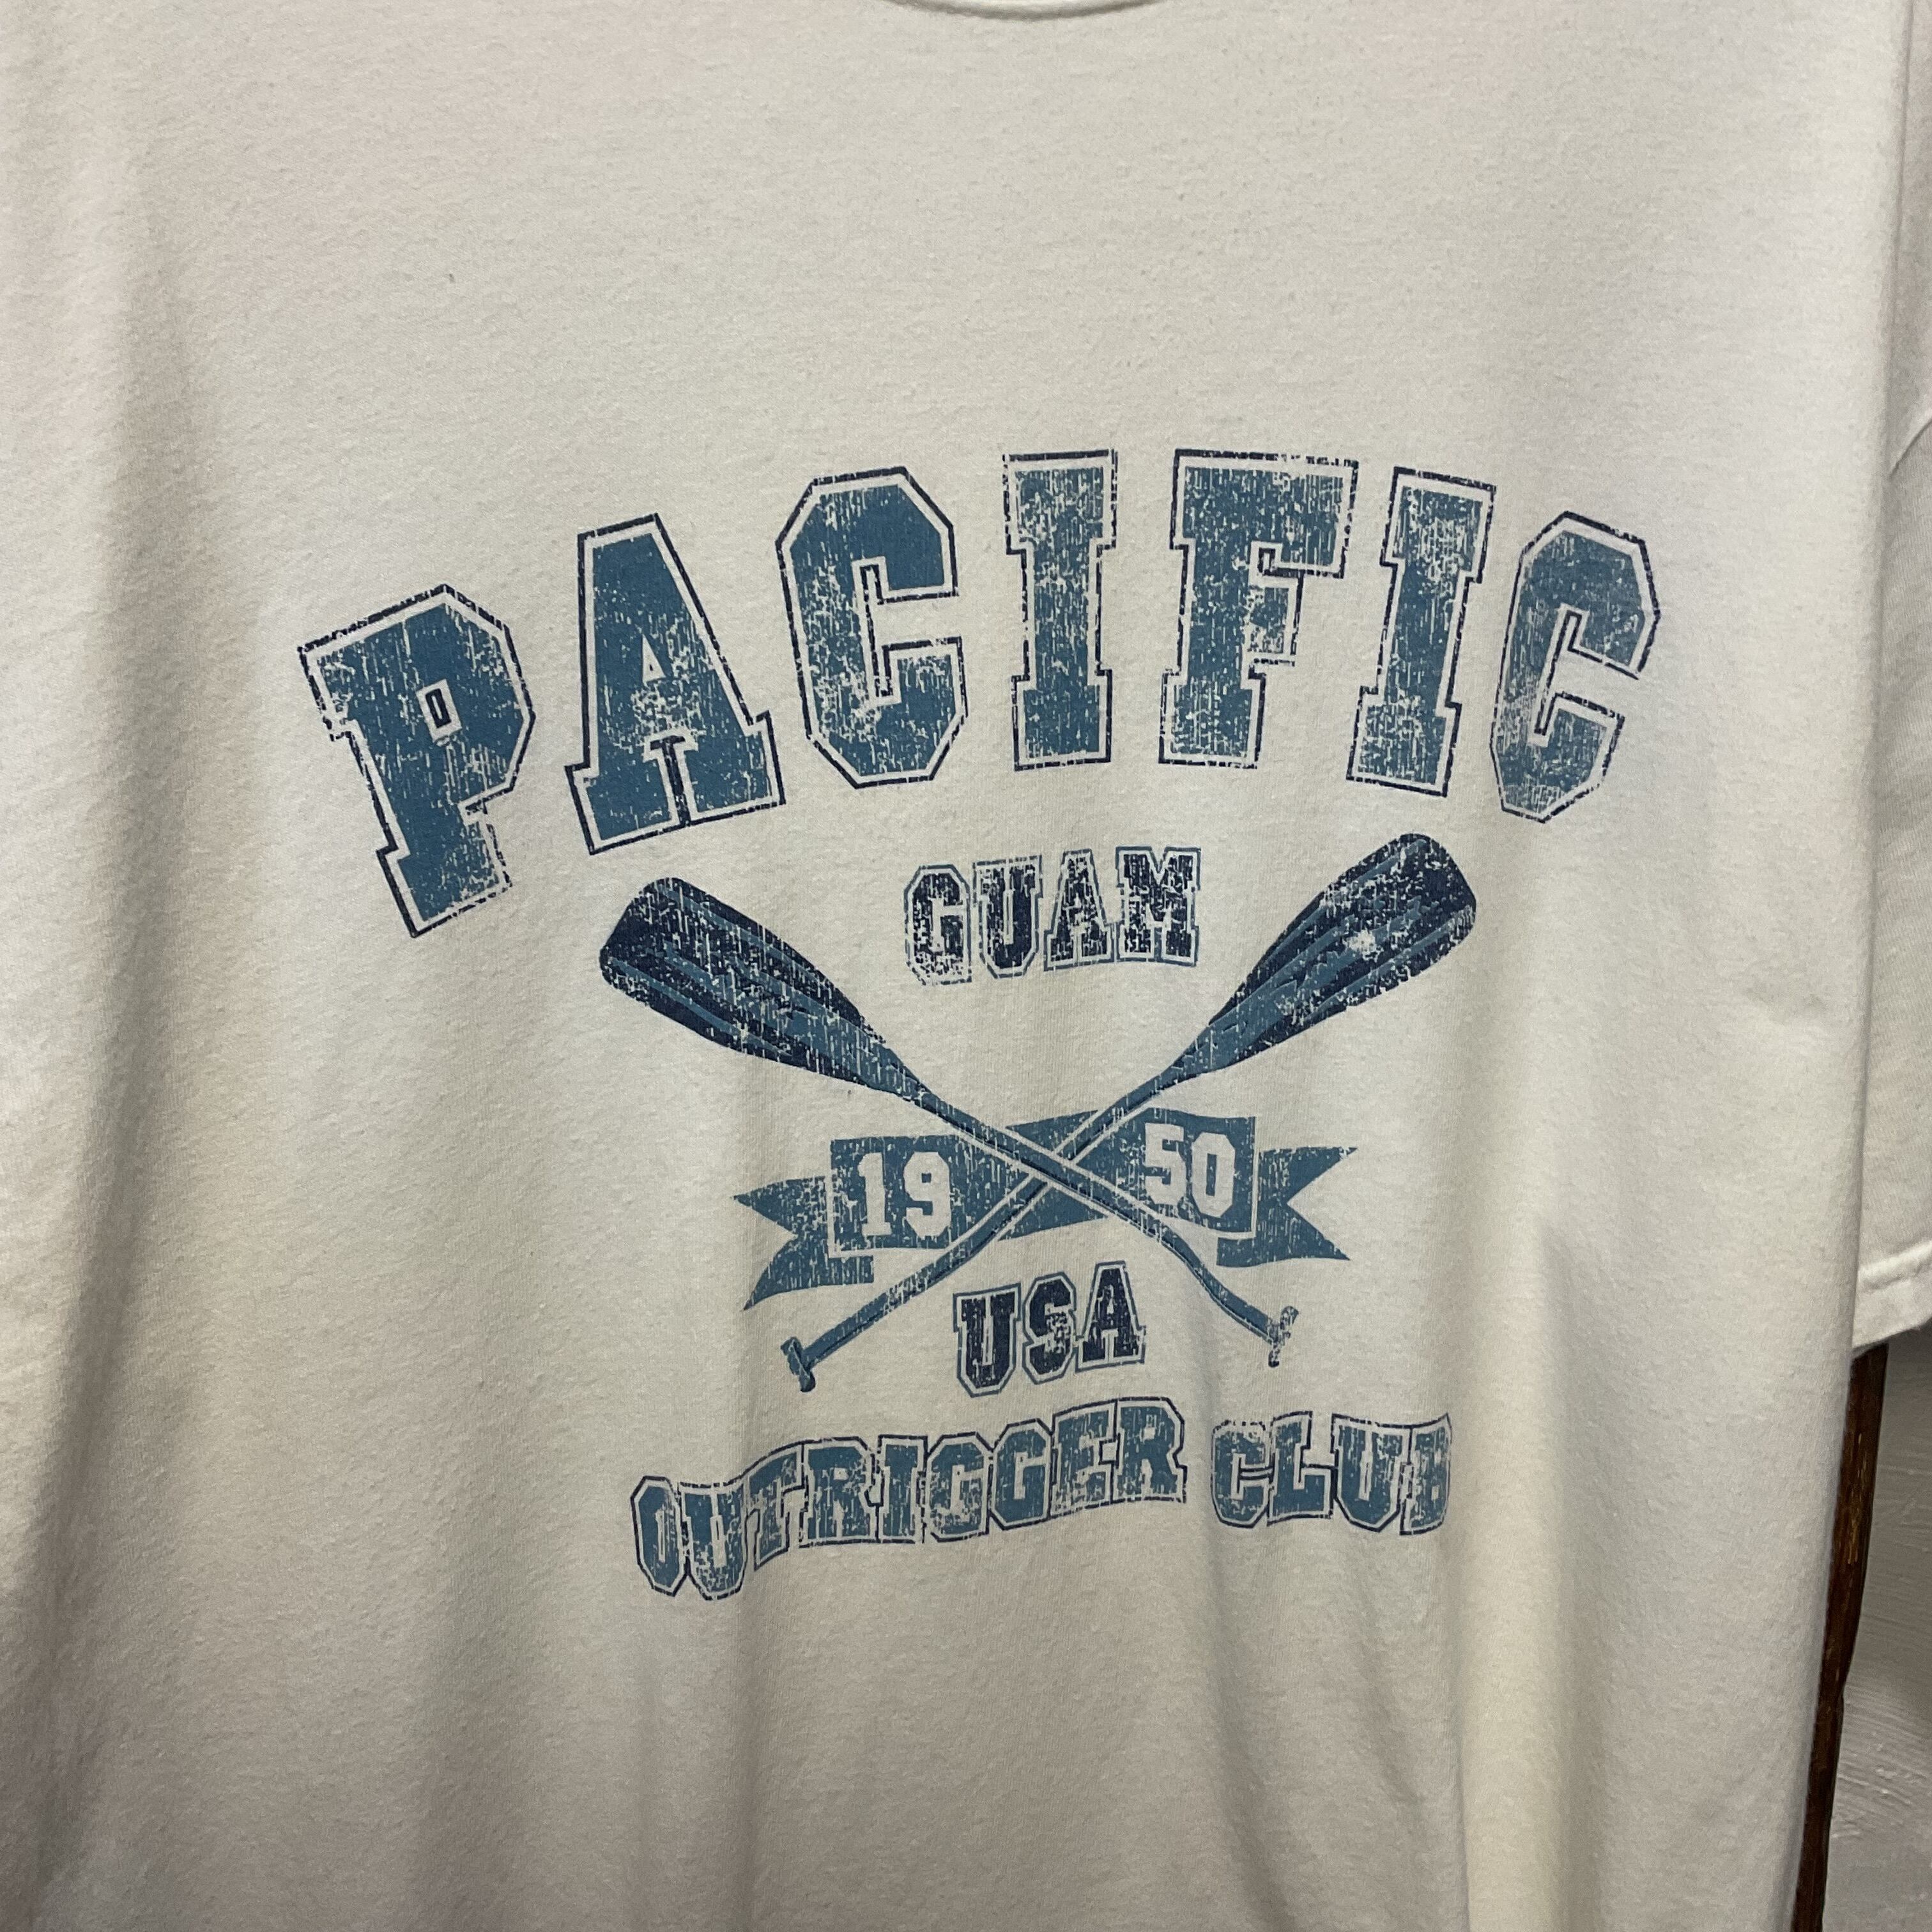 PACIFIC
GUAM
19 50
USA
OUTRIGGER CLUB